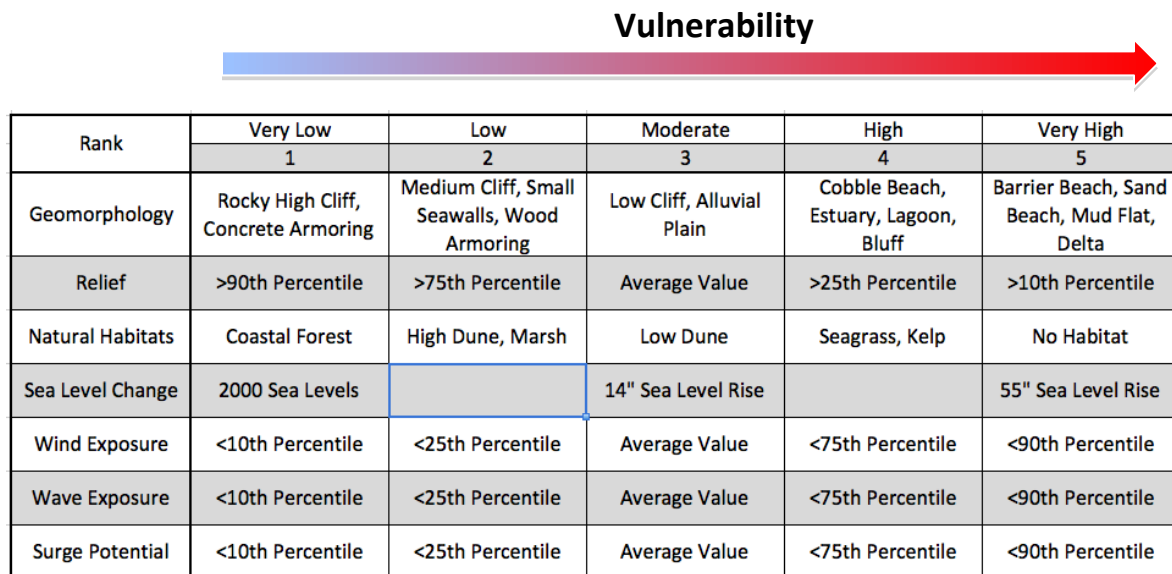 Vulnerability
Rank
Very Low
Low
Moderate
High
Very High
1
2
3
4
5
Geomorphology
Rocky High Cliff,
Concrete Armoring
Medium Cliff, Small
Seawalls, Wood
Armoring
Low Cliff, Alluvial
Plain
Cobble Beach,
Estuary, Lagoon,
Bluff
Barrier Beach, Sand
Beach, Mud Flat,
Delta
Relief
>90th Percentile
>75th Percentile
Average Value
>25th Percentile
>10th Percentile
Natural Habitats
Coastal Forest
High Dune, Marsh
Low Dune
Seagrass, Kelp
No Habitat
Sea Level Change
2000 Sea Levels
14" Sea Level Rise
55" Sea Level Rise
Wind Exposure
<10th Percentile
<25th Percentile
Average Value
<75th Percentile
<90th Percentile
Wave Exposure
<10th Percentile
<25th Percentile
Average Value
<75th Percentile
<90th Percentile
Surge Potential
<10th Percentile
<25th Percentile
Average Value
<75th Percentile
<90th Percentile